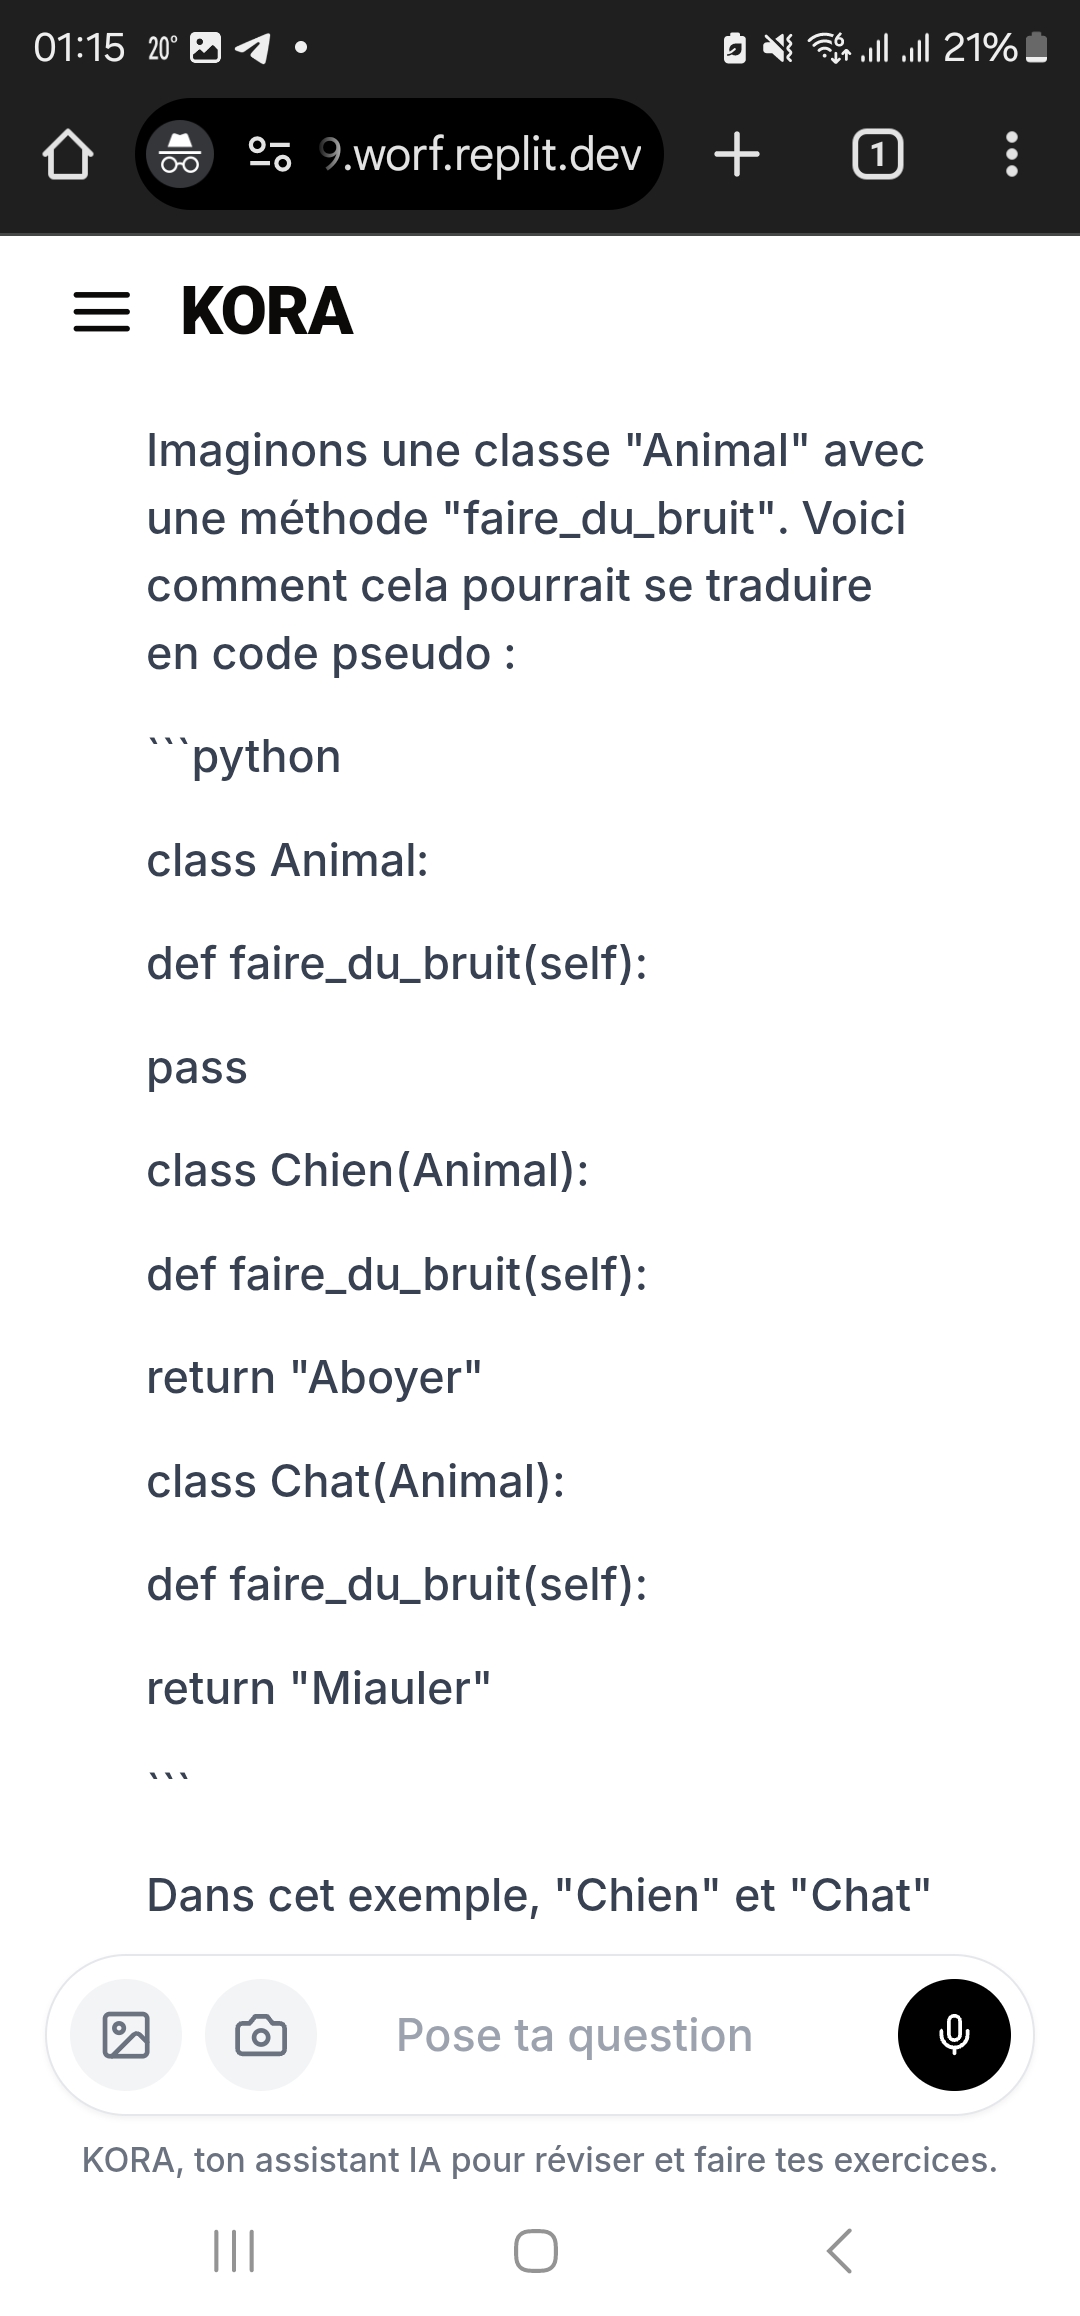 01:15 20° 6 21%
9.worf.replit.dev 1
KORA
Imaginons une classe "Animal" avec
une méthode "faire_du_bruit". Voici
comment cela pourrait se traduire
en code pseudo :
```python
class Animal:
def faire_du_bruit(self):
pass
class Chien(Animal):
def faire_du_bruit(self):
return "Aboyer"
class Chat(Animal):
def faire_du_bruit(self):
return "Miauler"
```
Dans cet exemple, "Chien" et "Chat"
Pose ta question
KORA, ton assistant IA pour réviser et faire tes exercices.